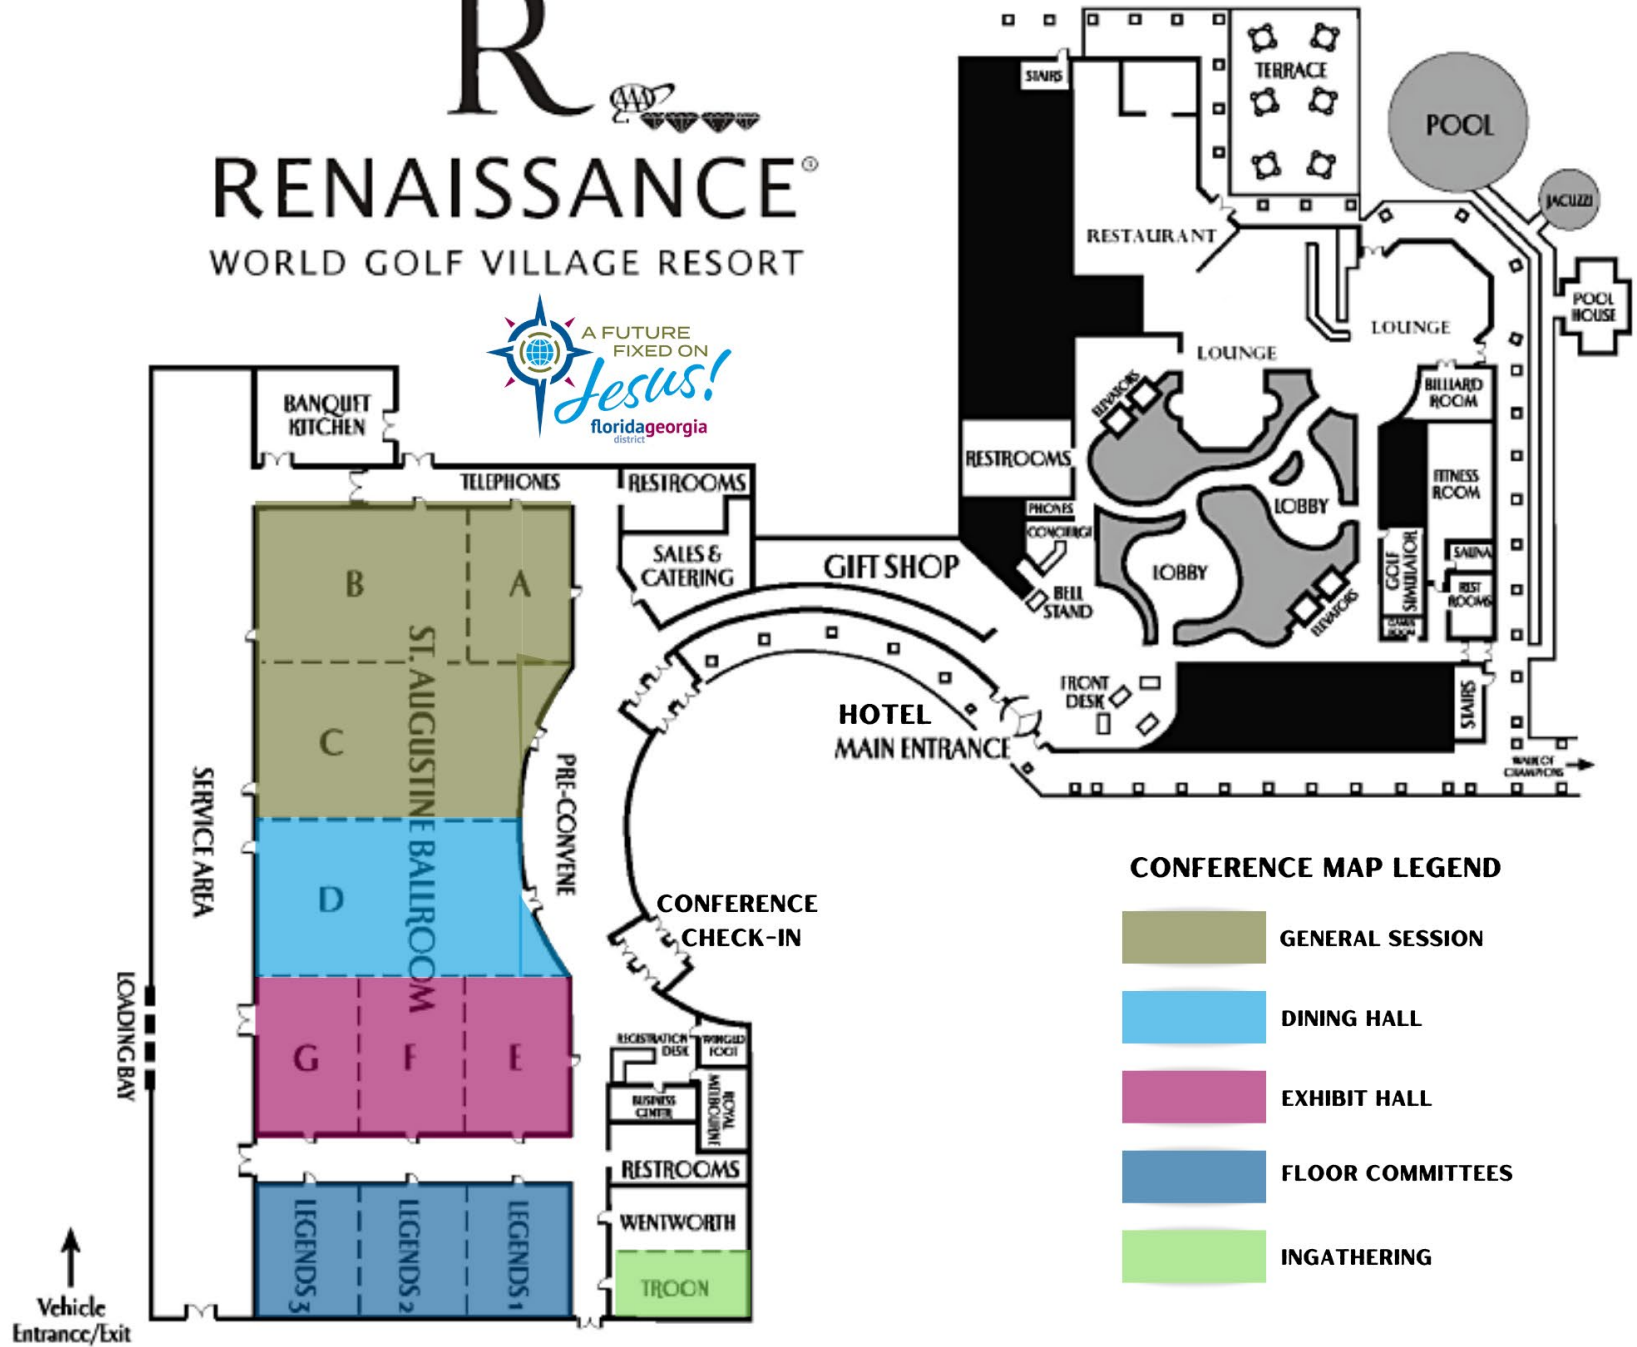 R
AAA
RENAISSANCE®
WORLD GOLF VILLAGE RESORT
A FUTURE
FIXED ON
Jesus!
floridageorgia
district
STAIRS
TERRACE
POOL
JACUZZI
RESTAURANT
POOL
HOUSE
LOUNGE
LOUNGE
ELEVATORS
BILLIARD
ROOM
BANQUET
KITCHEN
TELEPHONES
RESTROOMS
RESTROOMS
FITNESS
ROOM
PHONES
CONCIERGE
LOBBY
SALES &
CATERING
GIFT SHOP
LOBBY
BELL
STAND
GOLF
SIMULATOR
SAUNA
REST
ROOMS
GAMES
ROOM
ELEVATORS
B
A
ST. AUGUSTINE BALLROOM
C
D
G
F
E
SERVICE AREA
PRE-CONVENE
FRONT
DESK
STAIRS
HOTEL
MAIN ENTRANCE
WALK OF
CHAMPIONS
CONFERENCE
CHECK-IN
LOADING BAY
REGISTRATION
DESK
WINGED
FOOT
BUSINESS
CENTER
ROYAL
MELBOURNE
RESTROOMS
LEGENDS 3
LEGENDS 2
LEGENDS 1
WENTWORTH
TROON
Vehicle
Entrance/Exit
CONFERENCE MAP LEGEND
GENERAL SESSION
DINING HALL
EXHIBIT HALL
FLOOR COMMITTEES
INGATHERING